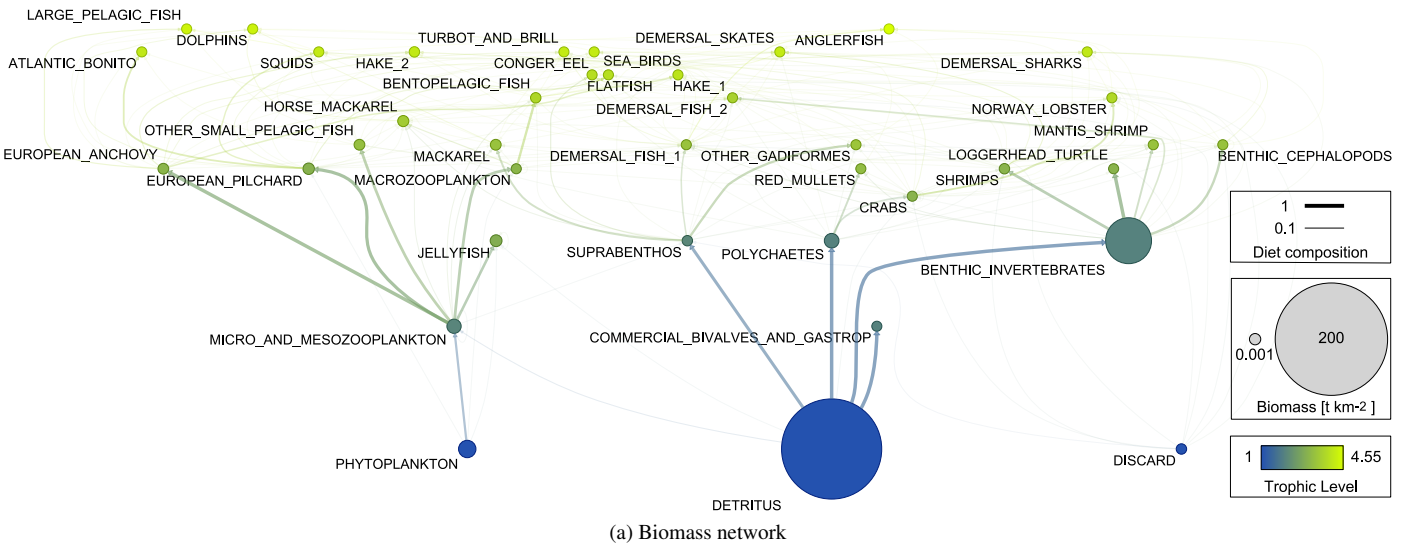 LARGE_PELAGIC_FISH
DOLPHINS
TURBOT_AND_BRILL
DEMERSAL_SKATES
ANGLERFISH
ATLANTIC_BONITO
SQUIDS
HAKE_2
CONGER_EEL
SEA_BIRDS
DEMERSAL_SHARKS
BENTOPELAGIC_FISH
FLATFISH
HAKE_1
HORSE_MACKAREL
DEMERSAL_FISH_2
NORWAY_LOBSTER
OTHER_SMALL_PELAGIC_FISH
MANTIS_SHRIMP
EUROPEAN_ANCHOVY
MACKAREL
DEMERSAL_FISH_1
OTHER_GADIFORMES
LOGGERHEAD_TURTLE
BENTHIC_CEPHALOPODS
EUROPEAN_PILCHARD
MACROZOOPLANKTON
RED_MULLETS
SHRIMPS
CRABS
JELLYFISH
SUPRABENTHOS
POLYCHAETES
BENTHIC_INVERTEBRATES
MICRO_AND_MESOZOOPLANKTON
COMMERCIAL_BIVALVES_AND_GASTROP
PHYTOPLANKTON
DISCARD
DETRITUS
1
0.1
Diet composition
200
0.001
Biomass [t km-2 ]
1 4.55
Trophic Level
(a) Biomass network